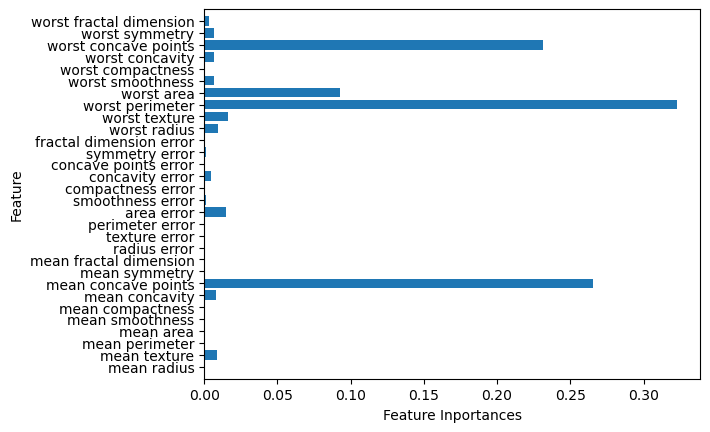 worst fractal dimension
worst symmetry
worst concave points
worst concavity
worst compactness
worst smoothness
worst area
worst perimeter
worst texture
worst radius
fractal dimension error
symmetry error
concave points error
concavity error
compactness error
smoothness error
area error
perimeter error
texture error
radius error
mean fractal dimension
mean symmetry
mean concave points
mean concavity
mean compactness
mean smoothness
mean area
mean perimeter
mean texture
mean radius
Feature
0.00 0.05 0.10 0.15 0.20 0.25 0.30
Feature Inportances